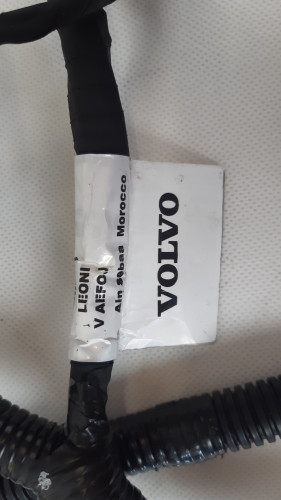 LEONI
V AEFOJ
Ain sebaa Morocco
VOLVO